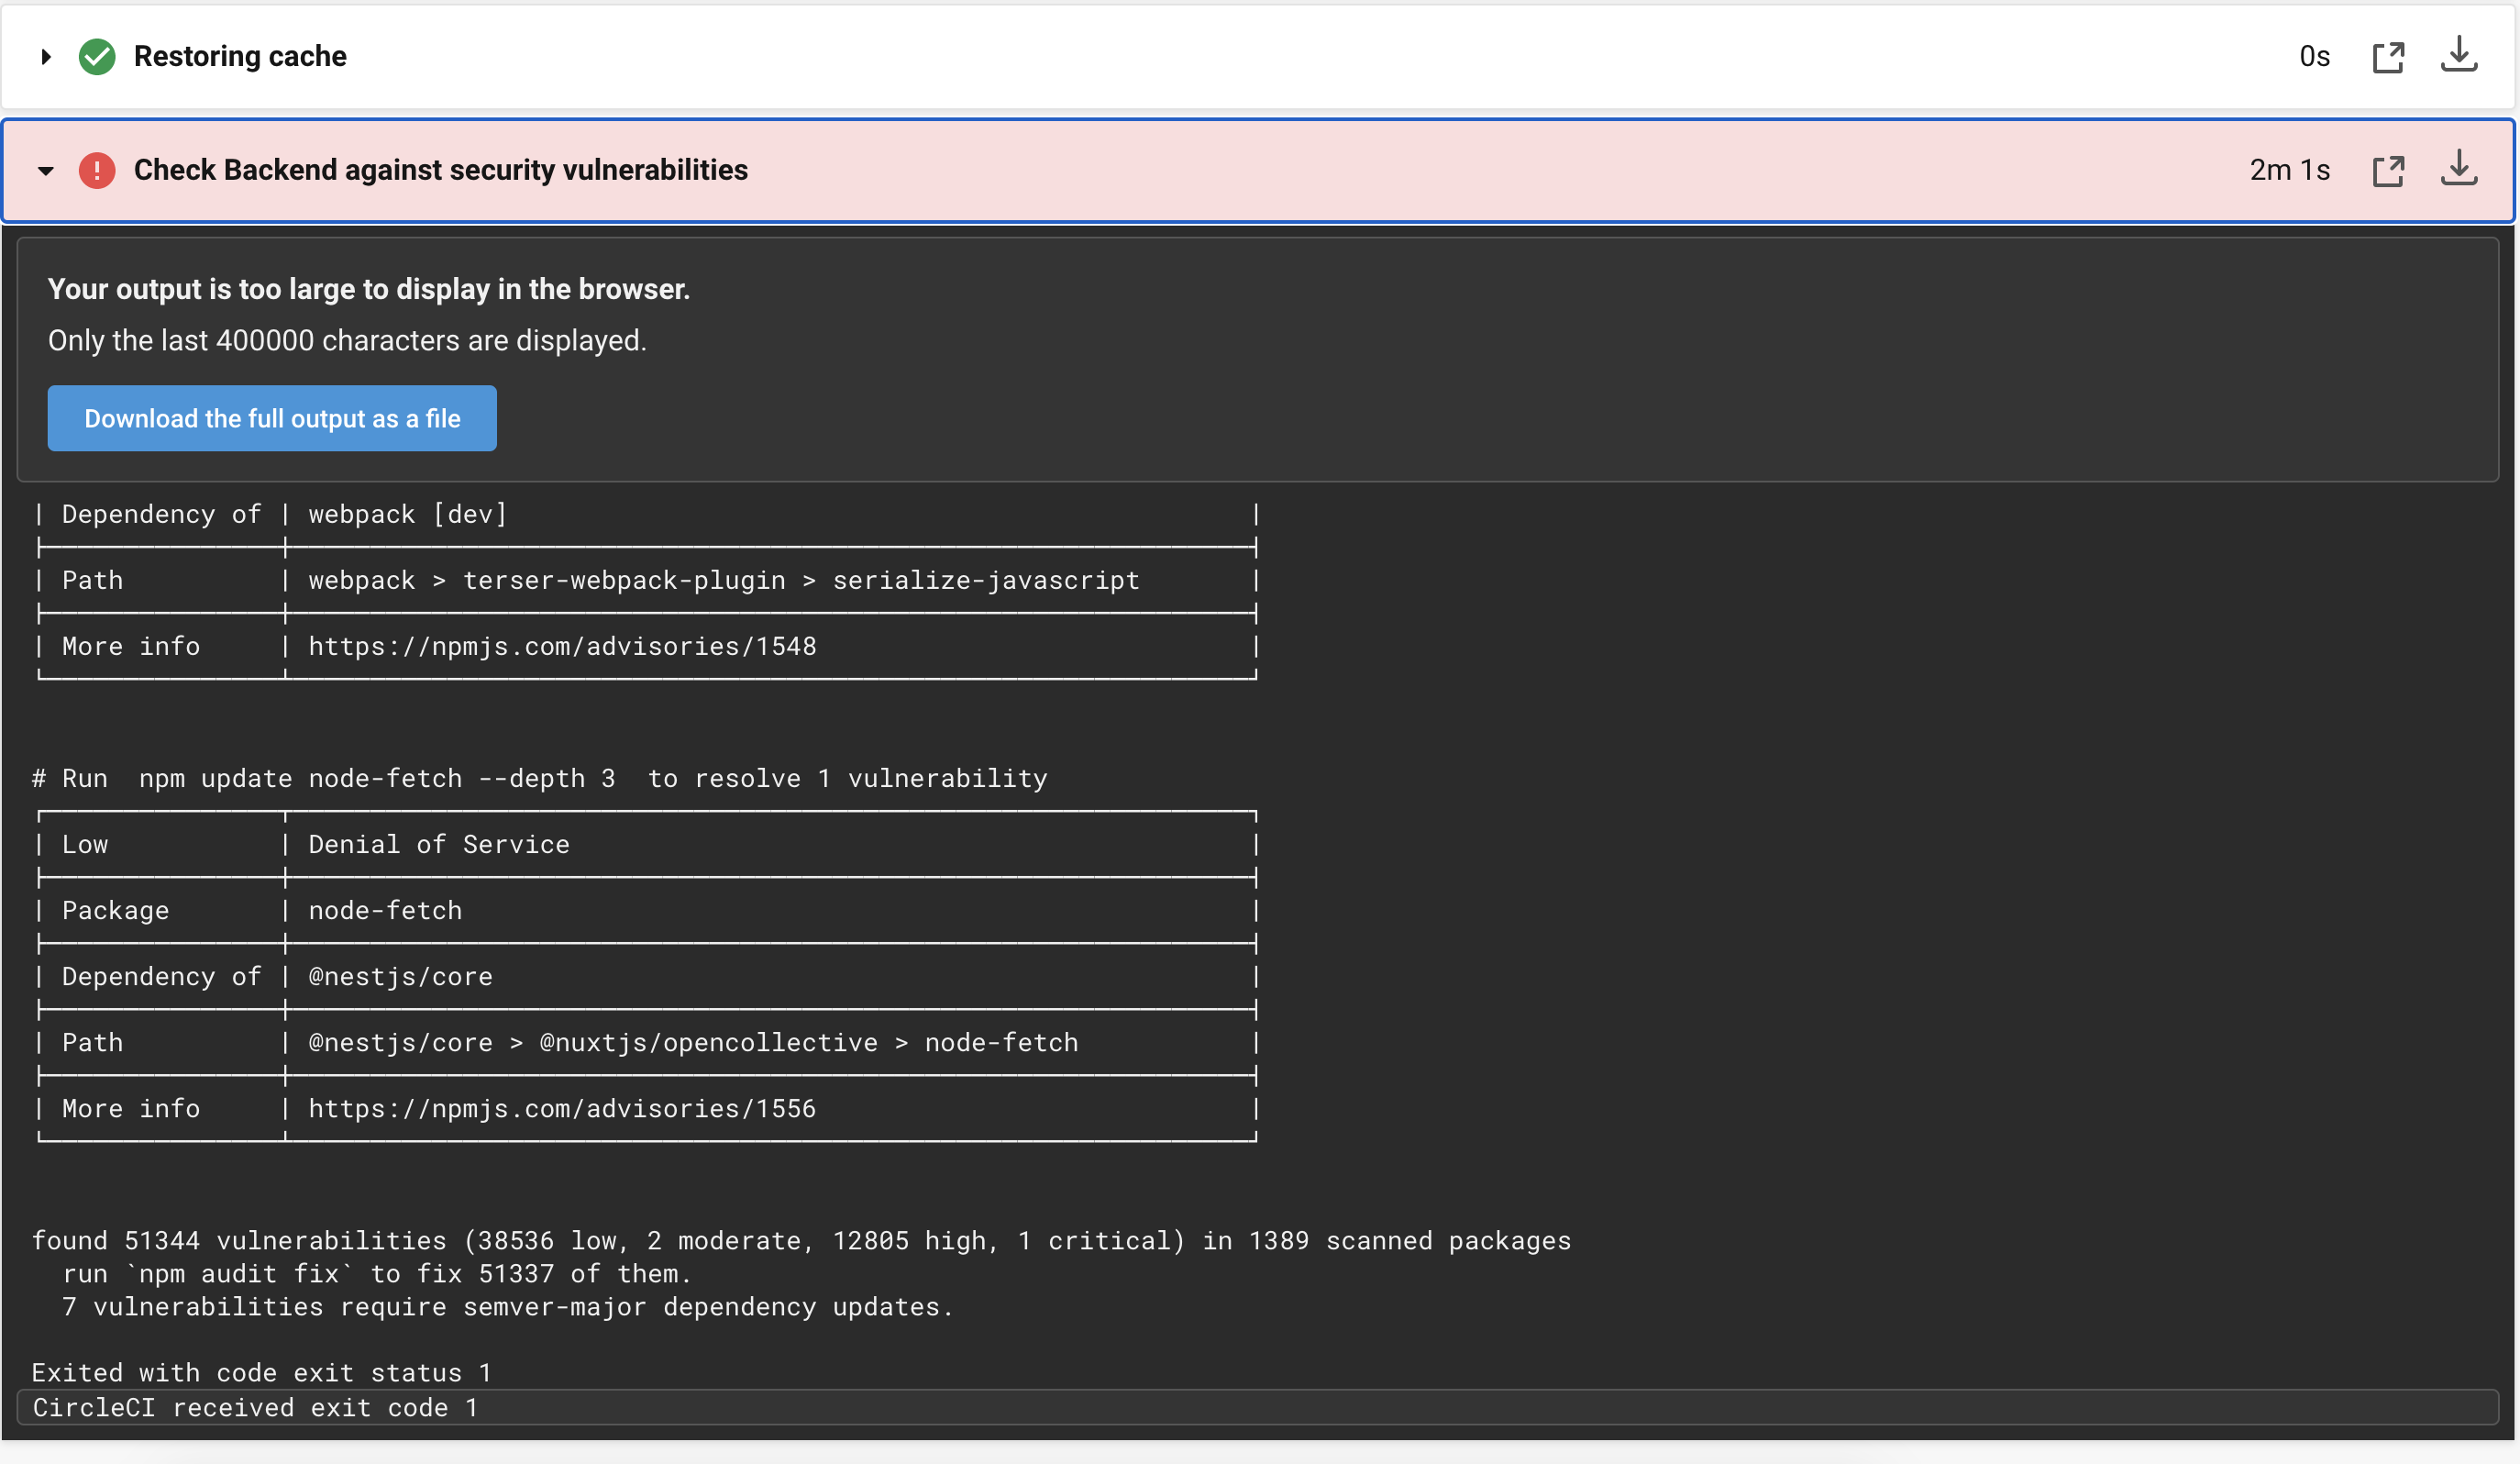 Restoring cache 0s
Check Backend against security vulnerabilities 2m 1s
Your output is too large to display in the browser.
Only the last 400000 characters are displayed.
Download the full output as a file
| Dependency of | webpack [dev] |
| Path | webpack > terser-webpack-plugin > serialize-javascript |
| More info | https://npmjs.com/advisories/1548 |
# Run  npm update node-fetch --depth 3  to resolve 1 vulnerability
| Low | Denial of Service |
| Package | node-fetch |
| Dependency of | @nestjs/core |
| Path | @nestjs/core > @nuxtjs/opencollective > node-fetch |
| More info | https://npmjs.com/advisories/1556 |
found 51344 vulnerabilities (38536 low, 2 moderate, 12805 high, 1 critical) in 1389 scanned packages
run `npm audit fix` to fix 51337 of them.
7 vulnerabilities require semver-major dependency updates.
Exited with code exit status 1
CircleCI received exit code 1